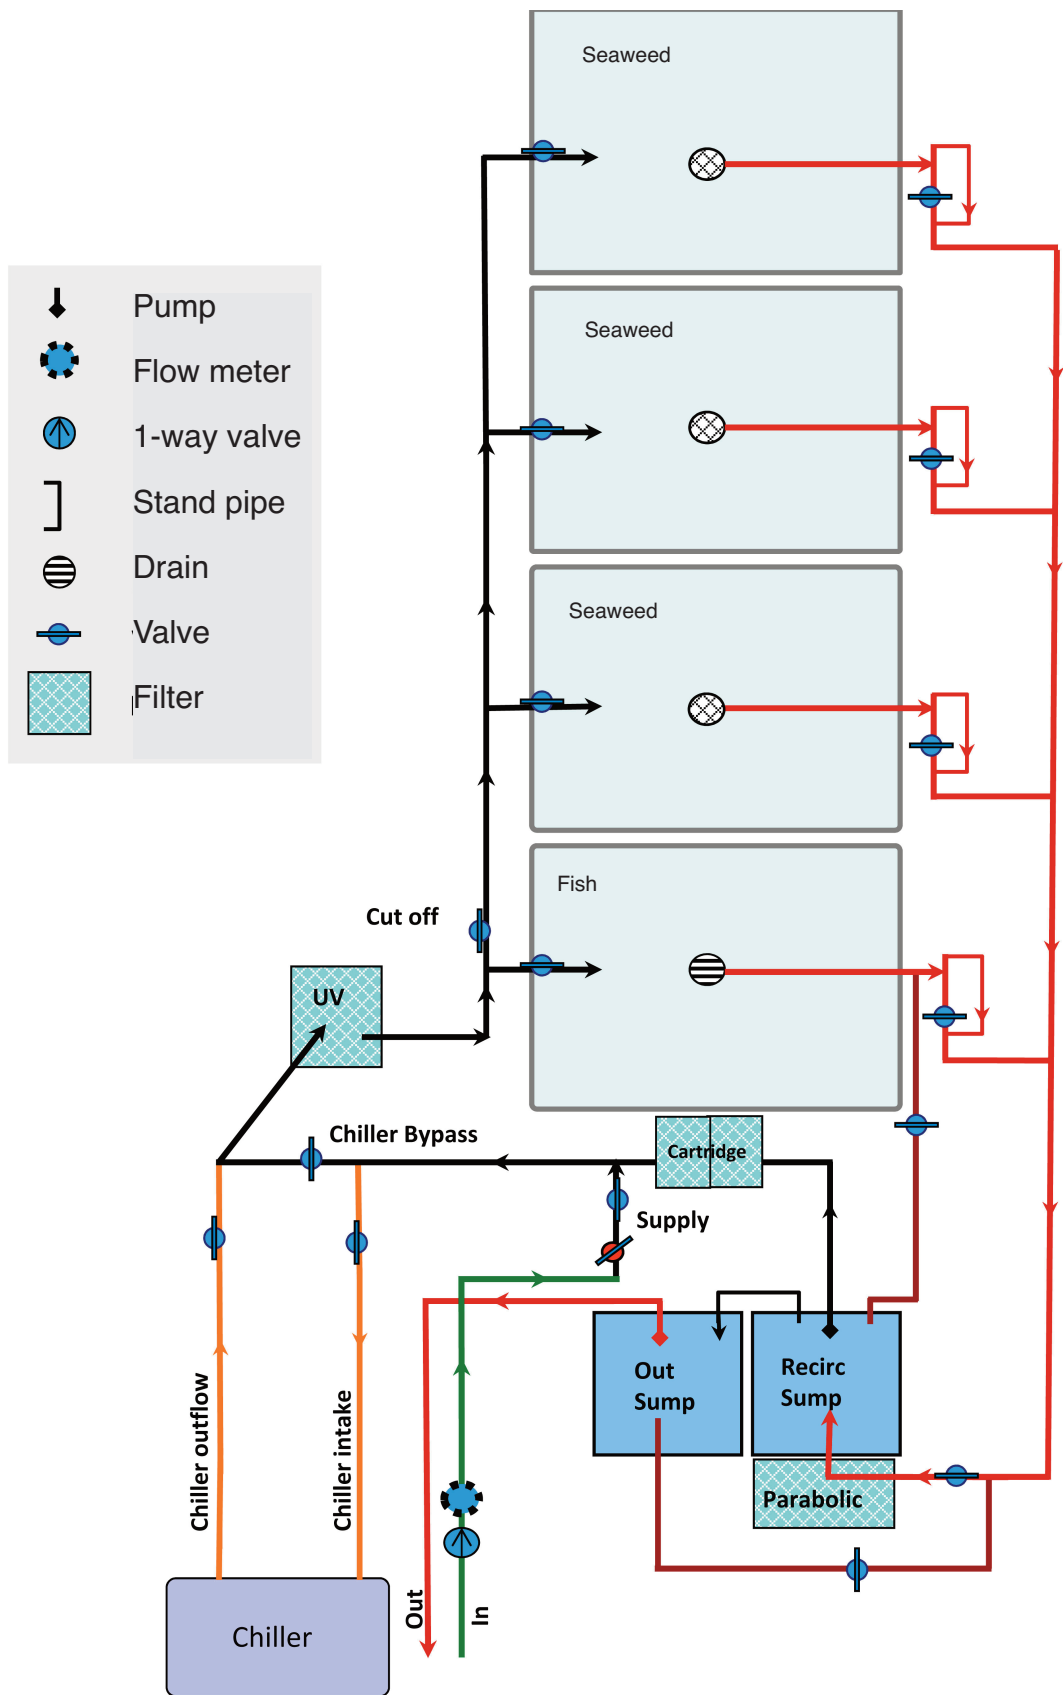 Seaweed
Pump
Flow meter
1-way valve
Stand pipe
Drain
Valve
Filter
Seaweed
Seaweed
Fish
Cut off
UV
Chiller Bypass
Cartridge
Supply
Out
Sump
Recirc
Sump
Parabolic
Chiller outflow
Chiller intake
Out
In
Chiller